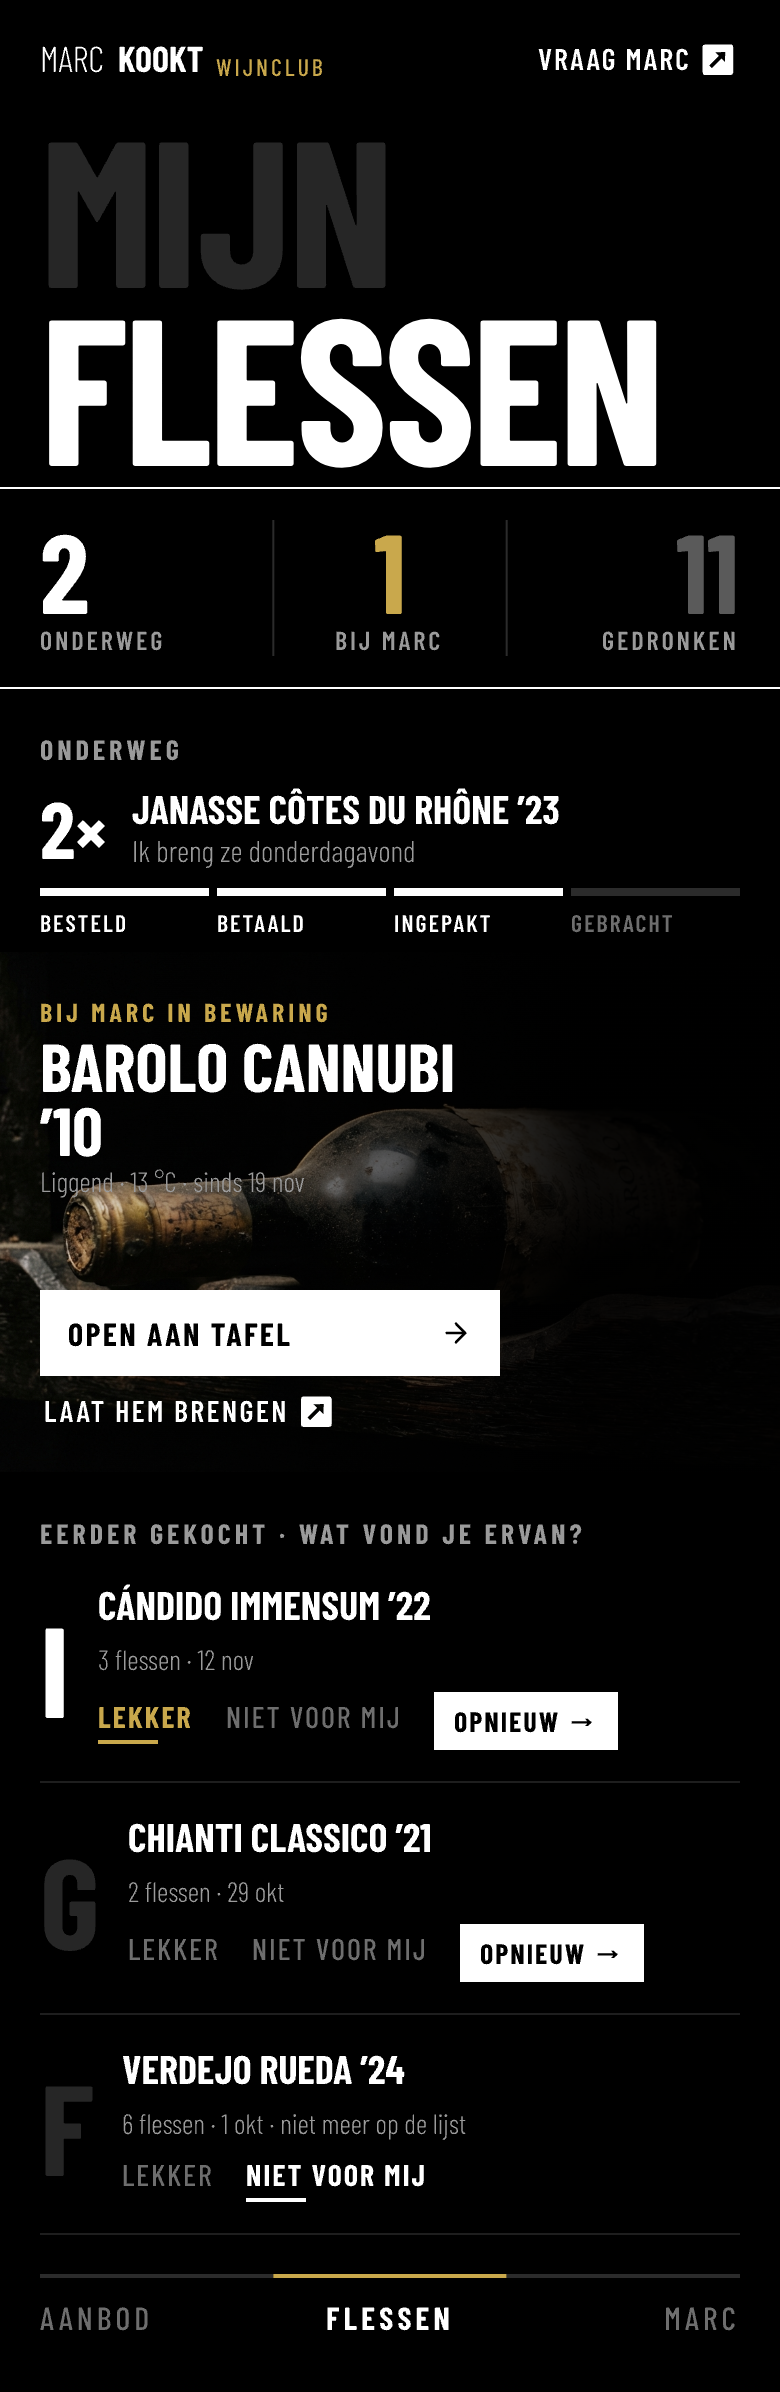 MARC KOOKT WIJNCLUB
VRAAG MARC
MIJN
FLESSEN
2
ONDERWEG
1
BIJ MARC
11
GEDRONKEN
ONDERWEG
2×
JANASSE CÔTES DU RHÔNE ’23
Ik breng ze donderdagavond
BESTELD
BETAALD
INGEPAKT
GEBRACHT
BIJ MARC IN BEWARING
BAROLO CANNUBI
’10
Liggend · 13 °C · sinds 19 nov
OPEN AAN TAFEL →
LAAT HEM BRENGEN
EERDER GEKOCHT · WAT VOND JE ERVAN?
I
CÁNDIDO IMMENSUM ’22
3 flessen · 12 nov
LEKKER
NIET VOOR MIJ
OPNIEUW →
G
CHIANTI CLASSICO ’21
2 flessen · 29 okt
LEKKER
NIET VOOR MIJ
OPNIEUW →
F
VERDEJO RUEDA ’24
6 flessen · 1 okt · niet meer op de lijst
LEKKER
NIET VOOR MIJ
AANBOD
FLESSEN
MARC